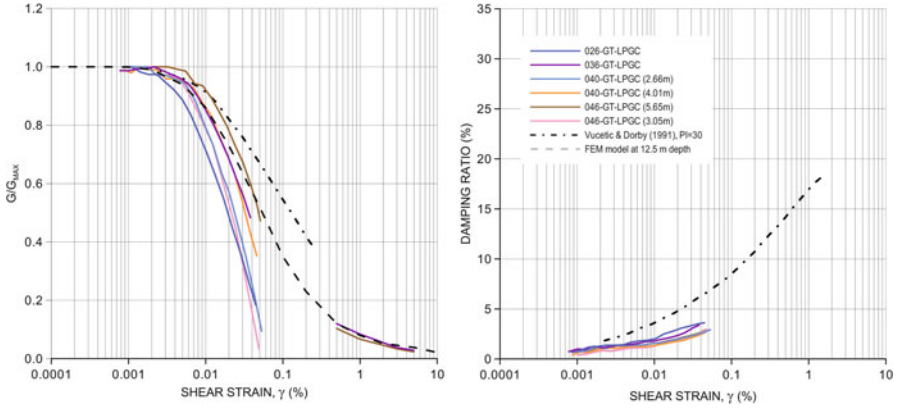 1.2
1.0
0.8
0.6
0.4
0.2
0.0
G/G_MAX
0.0001
0.001
0.01
0.1
1
10
SHEAR STRAIN, γ (%)
35
30
25
20
15
10
5
0
DAMPING RATIO (%)
026-GT-LPGC
036-GT-LPGC
040-GT-LPGC (2.66m)
040-GT-LPGC (4.01m)
046-GT-LPGC (5.65m)
046-GT-LPGC (3.05m)
Vucetic & Dorby (1991), PI=30
FEM model at 12.5 m depth
0.0001
0.001
0.01
0.1
1
10
SHEAR STRAIN, γ (%)